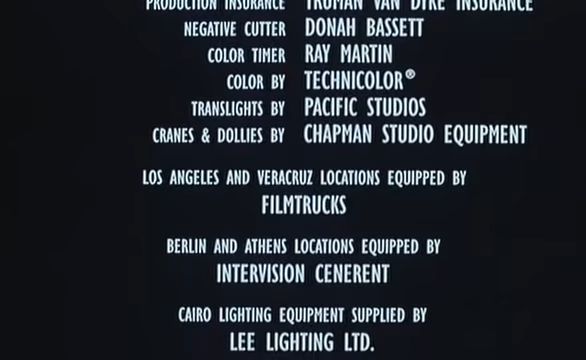 PRODUCTION INSURANCE TRUMAN VAN DYKE INSURANCE
NEGATIVE CUTTER DONAH BASSETT
COLOR TIMER RAY MARTIN
COLOR BY TECHNICOLOR®
TRANSLIGHTS BY PACIFIC STUDIOS
CRANES & DOLLIES BY CHAPMAN STUDIO EQUIPMENT
LOS ANGELES AND VERACRUZ LOCATIONS EQUIPPED BY
FILMTRUCKS
BERLIN AND ATHENS LOCATIONS EQUIPPED BY
INTERVISION CENERENT
CAIRO LIGHTING EQUIPMENT SUPPLIED BY
LEE LIGHTING LTD.